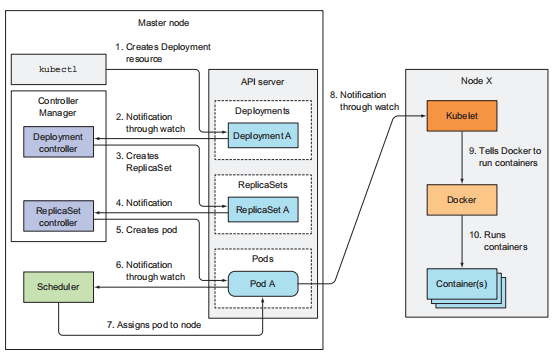 Master node
1. Creates Deployment
resource
kubectl
API server
Node X
8. Notification
through watch
Controller
Manager
2. Notification
through watch
Deployments
Deployment A
Kubelet
Deployment
controller
3. Creates
ReplicaSet
9. Tells Docker to
run containers
ReplicaSets
4. Notification
ReplicaSet A
ReplicaSet
controller
5. Creates pod
Docker
10. Runs
containers
Pods
6. Notification
through watch
Scheduler
Pod A
Container(s)
7. Assigns pod to node